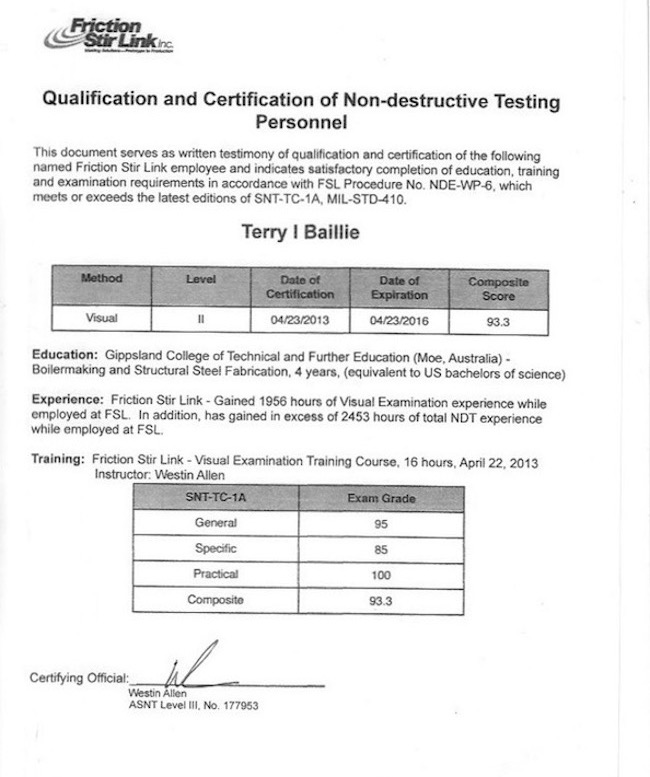 Friction
Stir Link Inc.
Qualification and Certification of Non-destructive Testing
Personnel
This document serves as written testimony of qualification and certification of the following
named Friction Stir Link employee and indicates satisfactory completion of education, training
and examination requirements in accordance with FSL Procedure No. NDE-WP-6, which
meets or exceeds the latest editions of SNT-TC-1A, MIL-STD-410.
Terry I Baillie
Method Level Date of Certification Date of Expiration Composite Score
Visual II 04/23/2013 04/23/2016 93.3
Education: Gippsland College of Technical and Further Education (Moe, Australia) -
Boilermaking and Structural Steel Fabrication, 4 years, (equivalent to US bachelors of science)
Experience: Friction Stir Link - Gained 1956 hours of Visual Examination experience while
employed at FSL. In addition, has gained in excess of 2453 hours of total NDT experience
while employed at FSL.
Training: Friction Stir Link - Visual Examination Training Course, 16 hours, April 22, 2013
Instructor: Westin Allen
SNT-TC-1A Exam Grade
General 95
Specific 85
Practical 100
Composite 93.3
Certifying Official:
Westin Allen
ASNT Level III, No. 177953